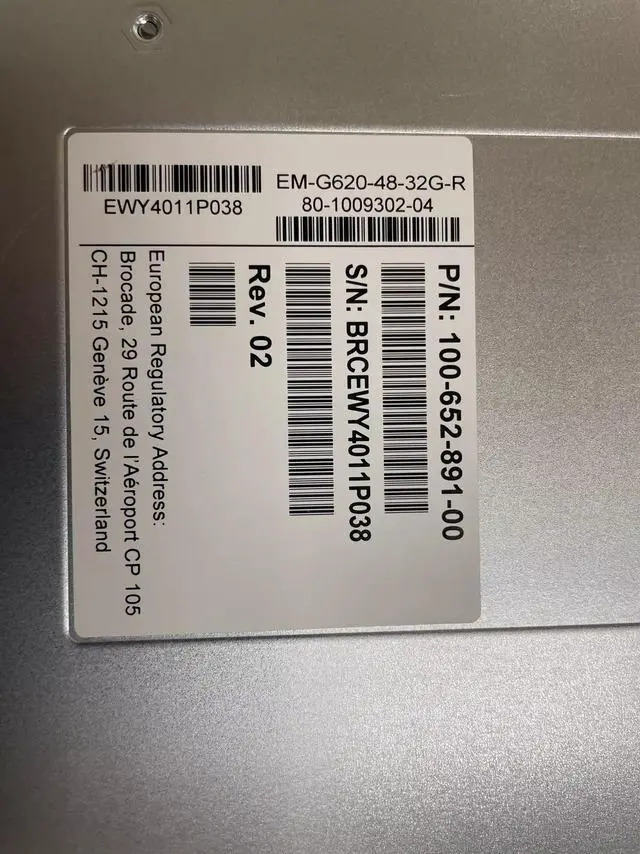 EWY4011P038
EM-G620-48-32G-R
80-1009302-04
P/N: 100-652-891-00
S/N: BRCEWY4011P038
Rev. 02
European Regulatory Address:
Brocade, 29 Route de l'Aéroport CP 105
CH-1215 Genève 15, Switzerland